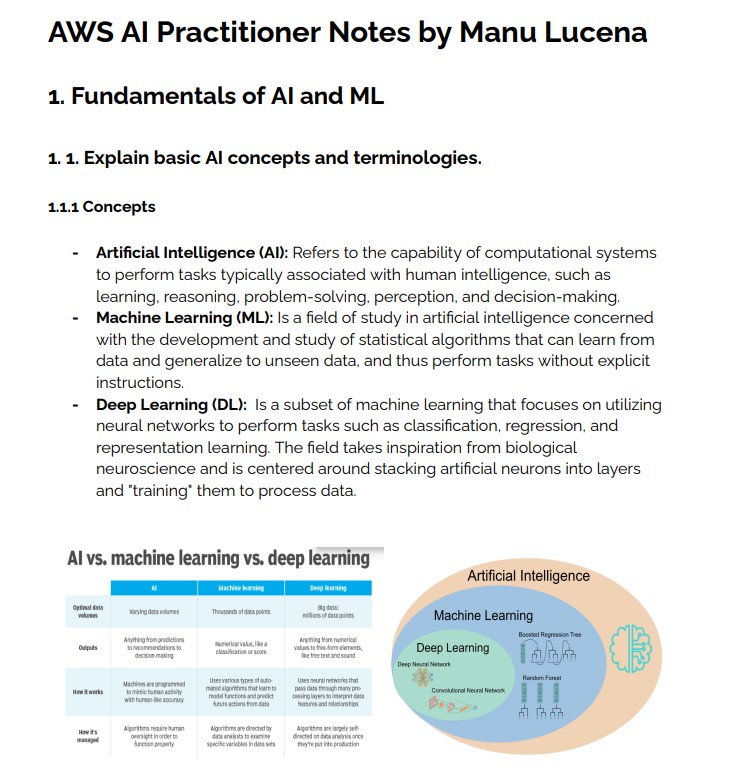 AWS AI Practitioner Notes by Manu Lucena
1. Fundamentals of AI and ML
1. 1. Explain basic AI concepts and terminologies.
1.1.1 Concepts
- Artificial Intelligence (AI): Refers to the capability of computational systems
to perform tasks typically associated with human intelligence, such as
learning, reasoning, problem-solving, perception, and decision-making.
- Machine Learning (ML): Is a field of study in artificial intelligence concerned
with the development and study of statistical algorithms that can learn from
data and generalize to unseen data, and thus perform tasks without explicit
instructions.
- Deep Learning (DL): Is a subset of machine learning that focuses on utilizing
neural networks to perform tasks such as classification, regression, and
representation learning. The field takes inspiration from biological
neuroscience and is centered around stacking artificial neurons into layers
and "training" them to process data.
AI vs. machine learning vs. deep learning
AI Machine learning Deep learning
Optimal data
volumes
Varying data volumes
Thousands of data points
Big data:
millions of data points
Outputs
Anything from predictions
to recommendations to
decision-making
Numerical value, like a
classification or score
Anything from numerical
values to free-form elements,
like free text and sound
How it works
Machines are programmed
to mimic human activity
with human-like accuracy
Uses various types of auto-
mated algorithms that learn to
model functions and predict
future actions from data
Uses neural networks that
pass data through many pro-
cessing layers to interpret data
features and relationships
How it's
managed
Algorithms require human
oversight in order to
function properly
Algorithms are directed by
data analysts to examine
specific variables in data sets
Algorithms are largely self-
directed on data analysis once
they're put into production
Artificial Intelligence
Machine Learning
Boosted Regression Tree
Deep Learning
Deep Neural Network
Random Forest
Convolutional Neural Network